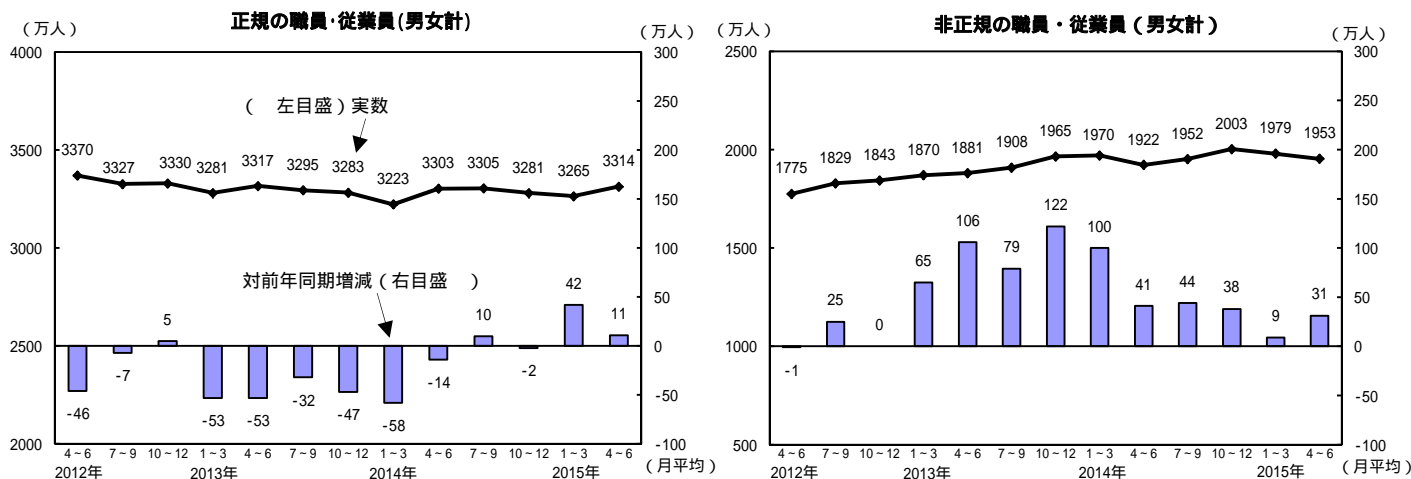 正規の職員･従業員(男女計)
（万人）
（万人）
4000
3500
3000
2500
2000
300
250
200
150
100
50
0
-50
-100
（　左目盛）実数
3370 3327 3330 3281 3317 3295 3283 3223 3303 3305 3281 3265 3314
対前年同期増減（右目盛　）
-46 -7 5 -53 -53 -32 -47 -58 -14 10 -2 42 11
4～6 7～9 10～12 1～3 4～6 7～9 10～12 1～3 4～6 7～9 10～12 1～3 4～6
2012年 2013年 2014年 2015年
（月平均）
非正規の職員・従業員（男女計）
（万人）
（万人）
2500
2000
1500
1000
500
300
250
200
150
100
50
0
-50
-100
1775 1829 1843 1870 1881 1908 1965 1970 1922 1952 2003 1979 1953
-1 25 0 65 106 79 122 100 41 44 38 9 31
4～6 7～9 10～12 1～3 4～6 7～9 10～12 1～3 4～6 7～9 10～12 1～3 4～6
2012年 2013年 2014年 2015年
（月平均）